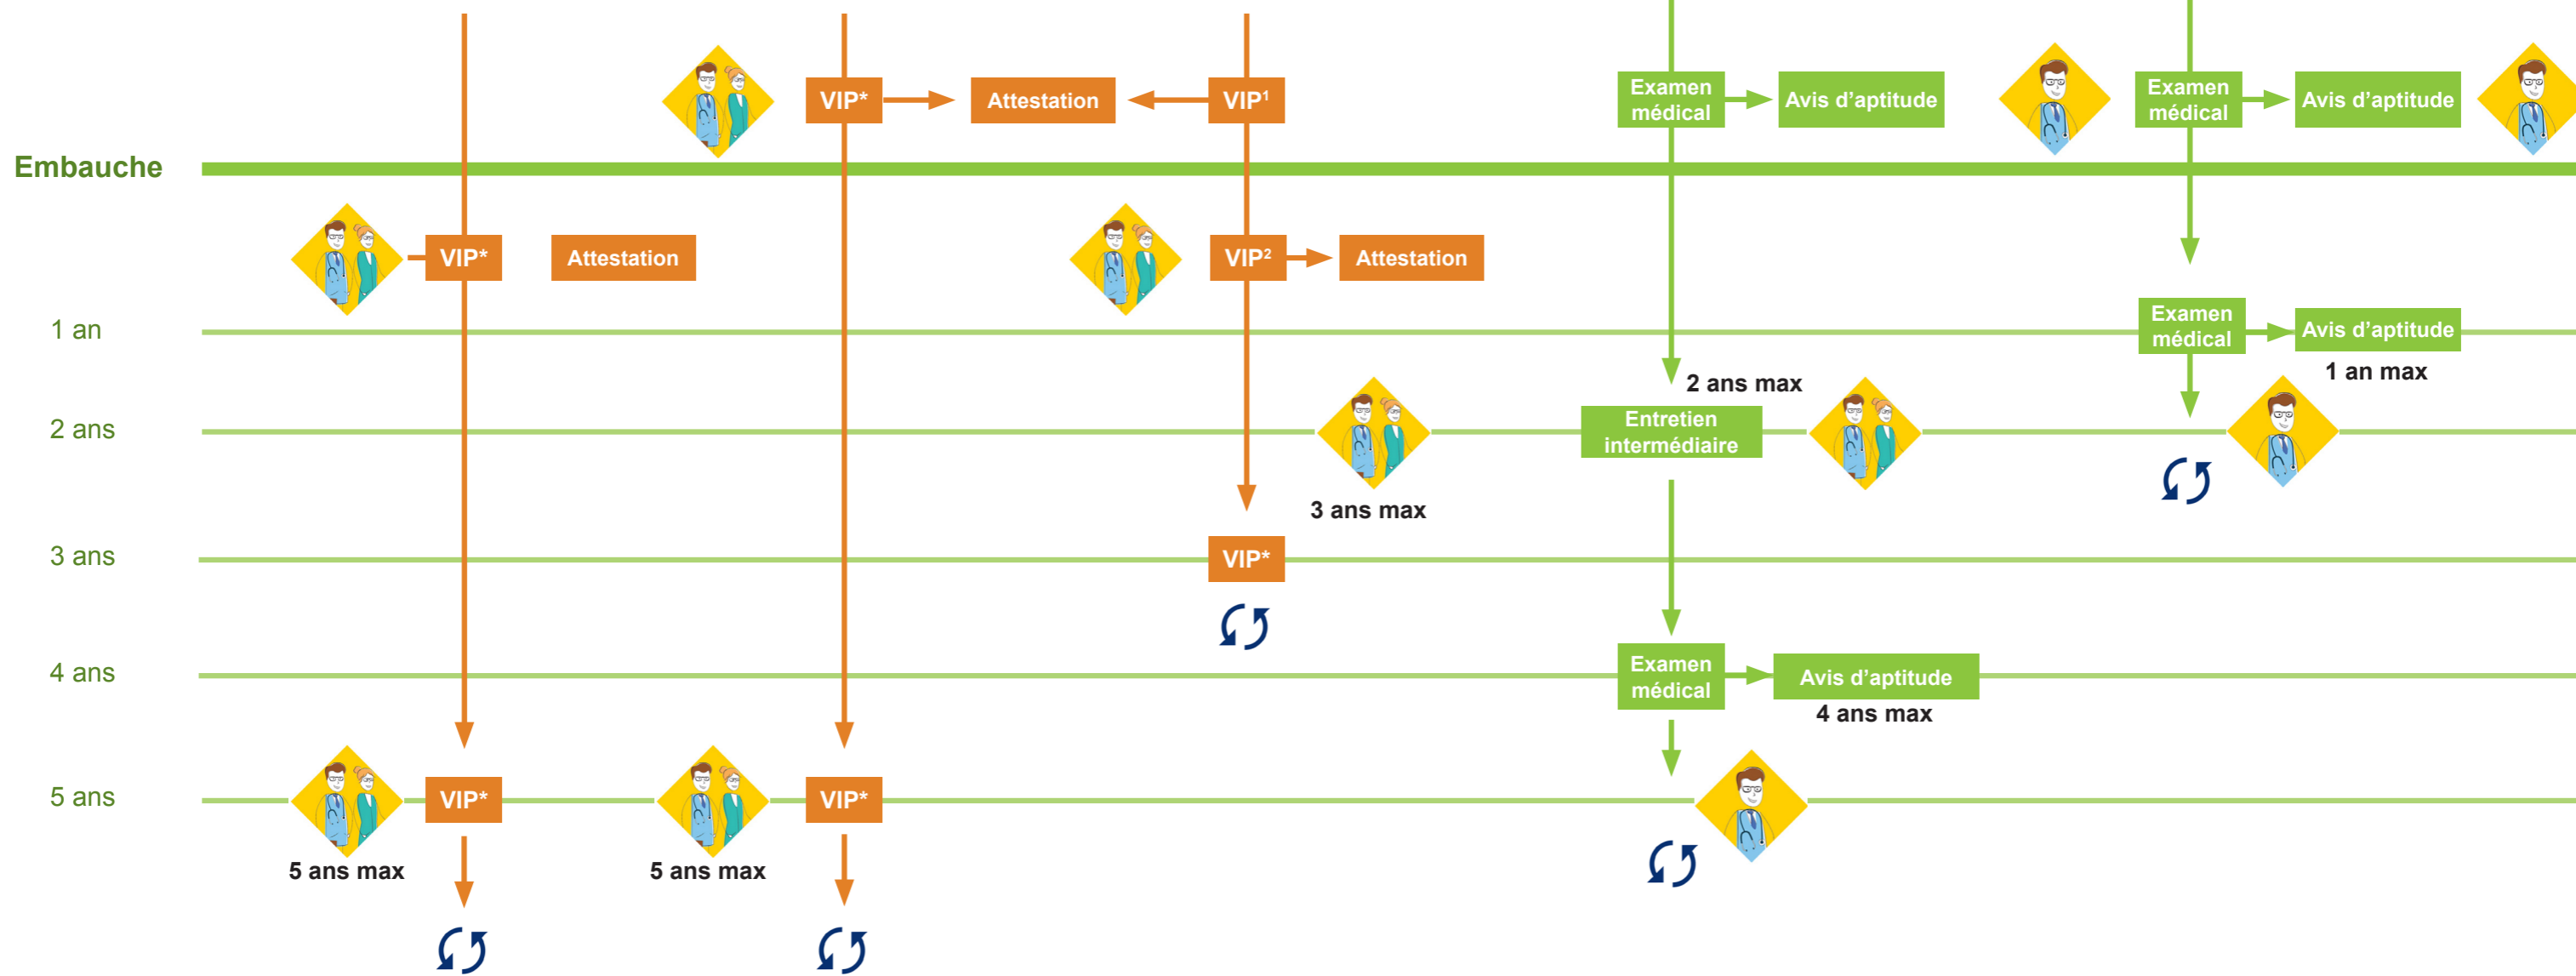 VIP*
Attestation
VIP¹
Examen
médical
Avis d'aptitude
Examen
médical
Avis d'aptitude
Embauche
VIP*
Attestation
VIP²
Attestation
1 an
Examen
médical
Avis d'aptitude
1 an max
2 ans max
2 ans
Entretien
intermédiaire
3 ans max
3 ans
VIP*
4 ans
Examen
médical
Avis d’aptitude
4 ans max
5 ans
VIP*
VIP*
5 ans max
5 ans max